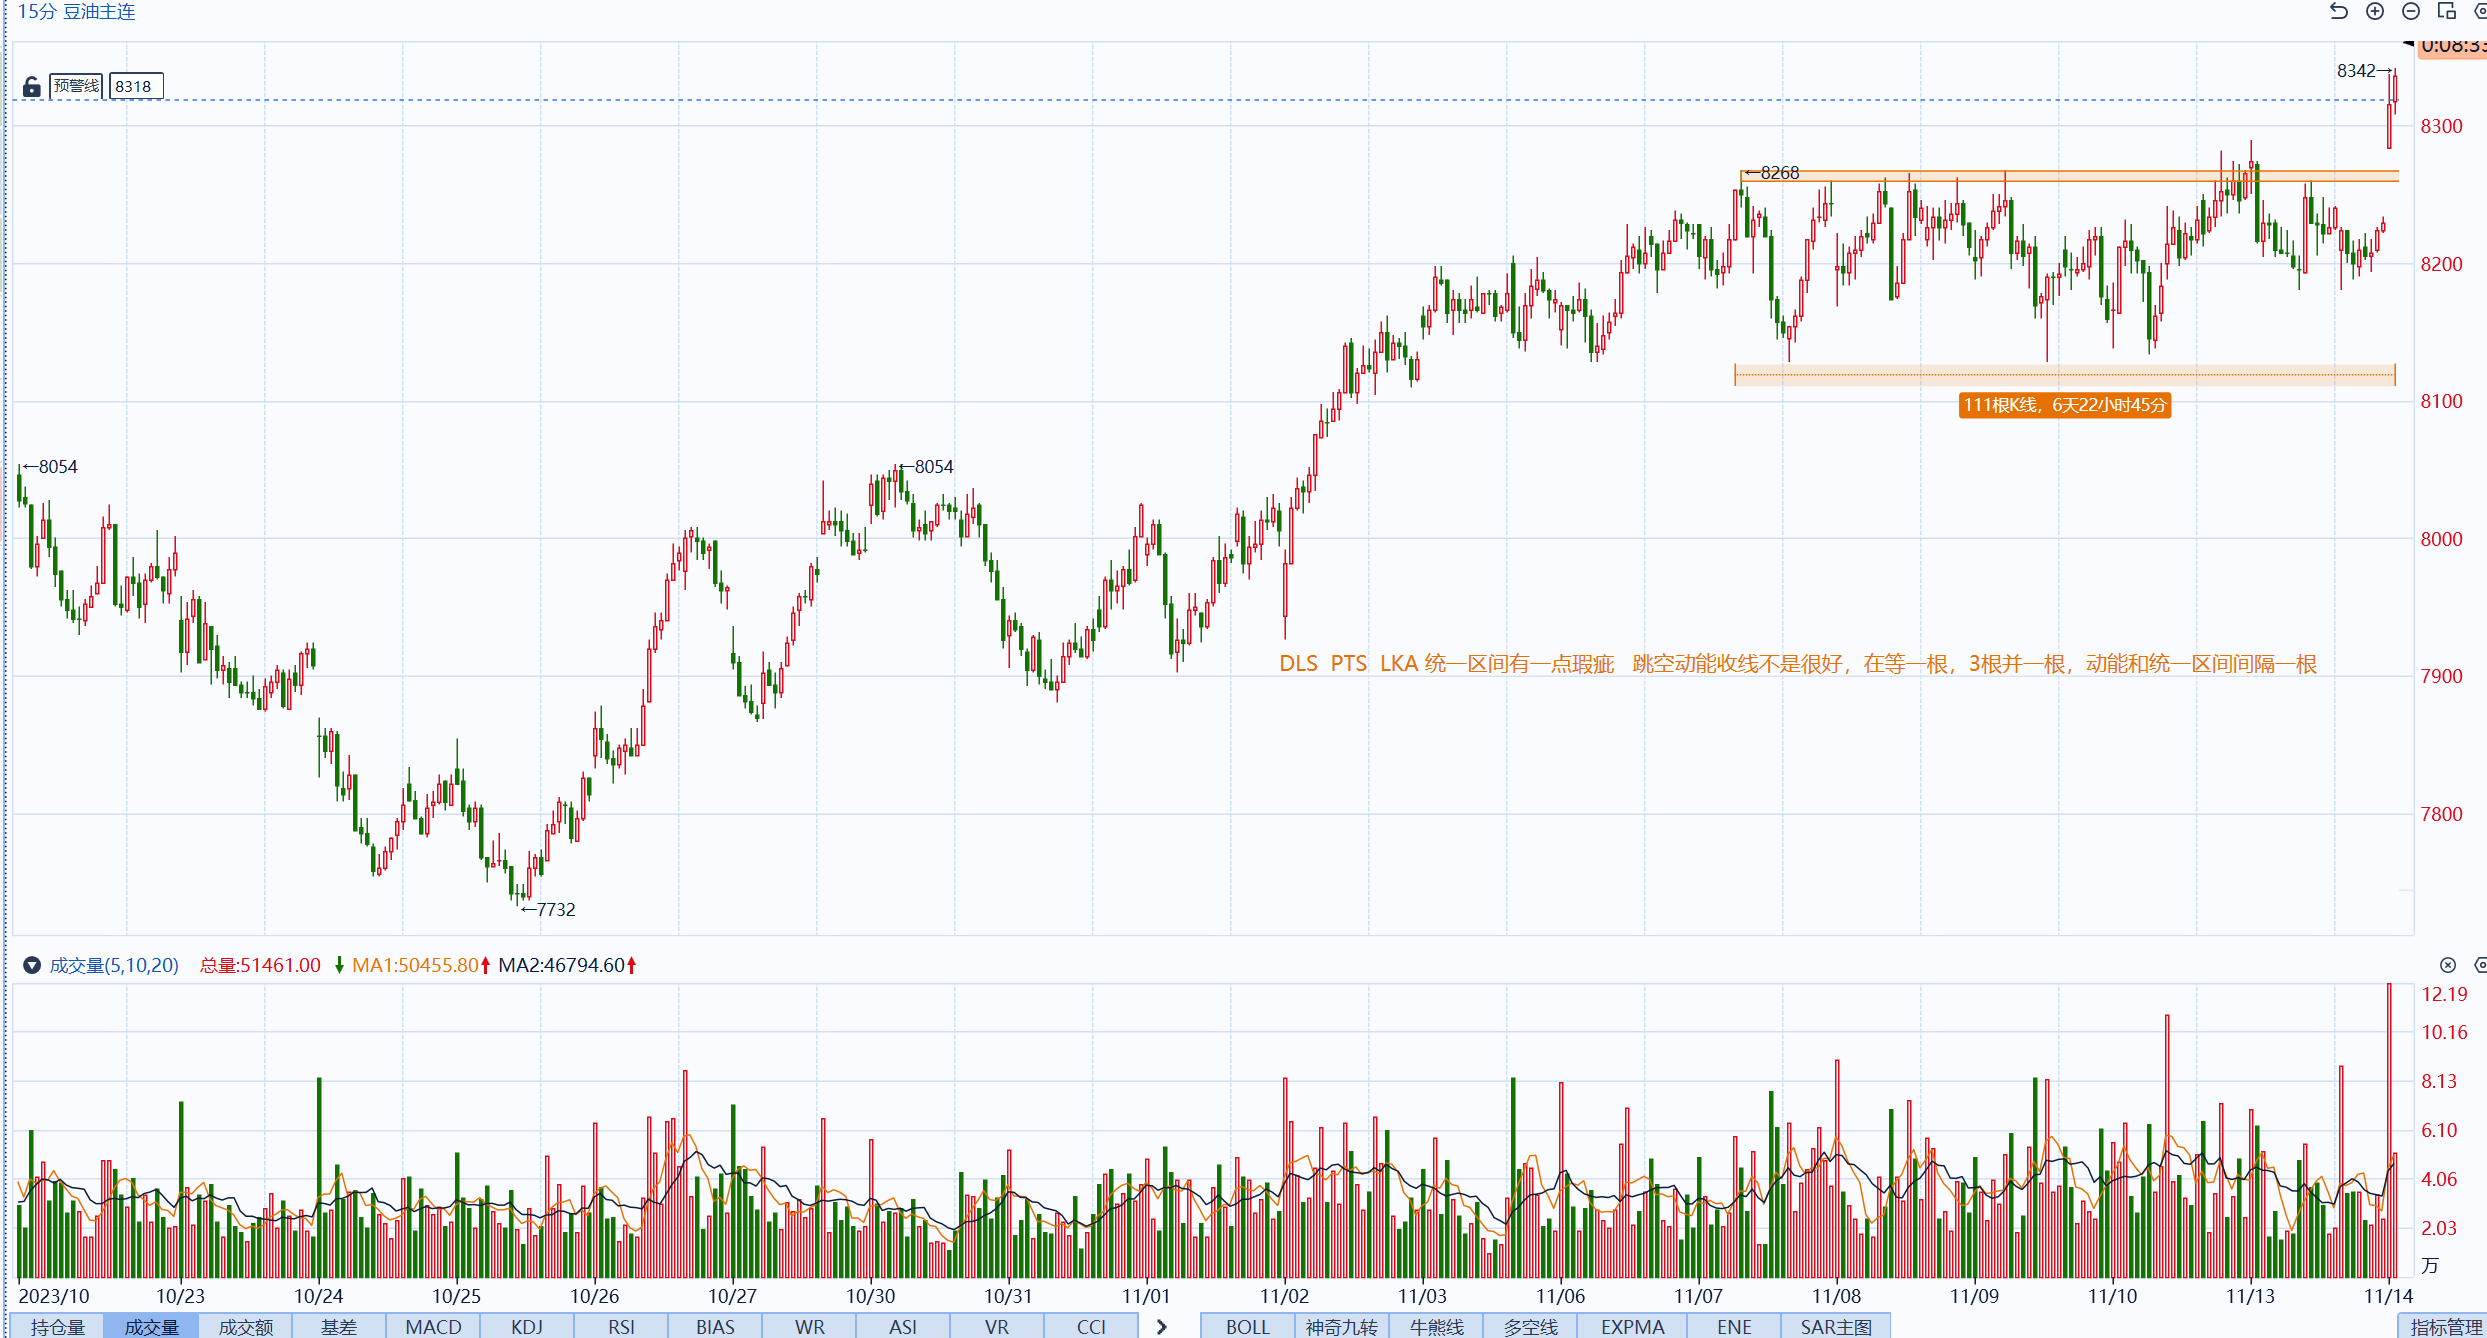 15分 豆油主连
0:08:33
预警线 8318
8342→
8300
←8268
8200
8100
111根K线，6天22小时45分
←8054
←8054
8000
DLS PTS LKA 统一区间有一点瑕疵 跳空动能收线不是很好，在等一根，3根并一根，动能和统一区间间隔一根
7900
7800
←7732
成交量(5,10,20) 总量:51461.00 ↓ MA1:50455.80↑ MA2:46794.60↑
12.19
10.16
8.13
6.10
4.06
2.03
万
2023/10 10/23 10/24 10/25 10/26 10/27 10/30 10/31 11/01 11/02 11/03 11/06 11/07 11/08 11/09 11/10 11/13 11/14
持仓量 成交量 成交额 基差 MACD KDJ RSI BIAS WR ASI VR CCI BOLL 神奇九转 牛熊线 多空线 EXPMA ENE SAR主图 指标管理